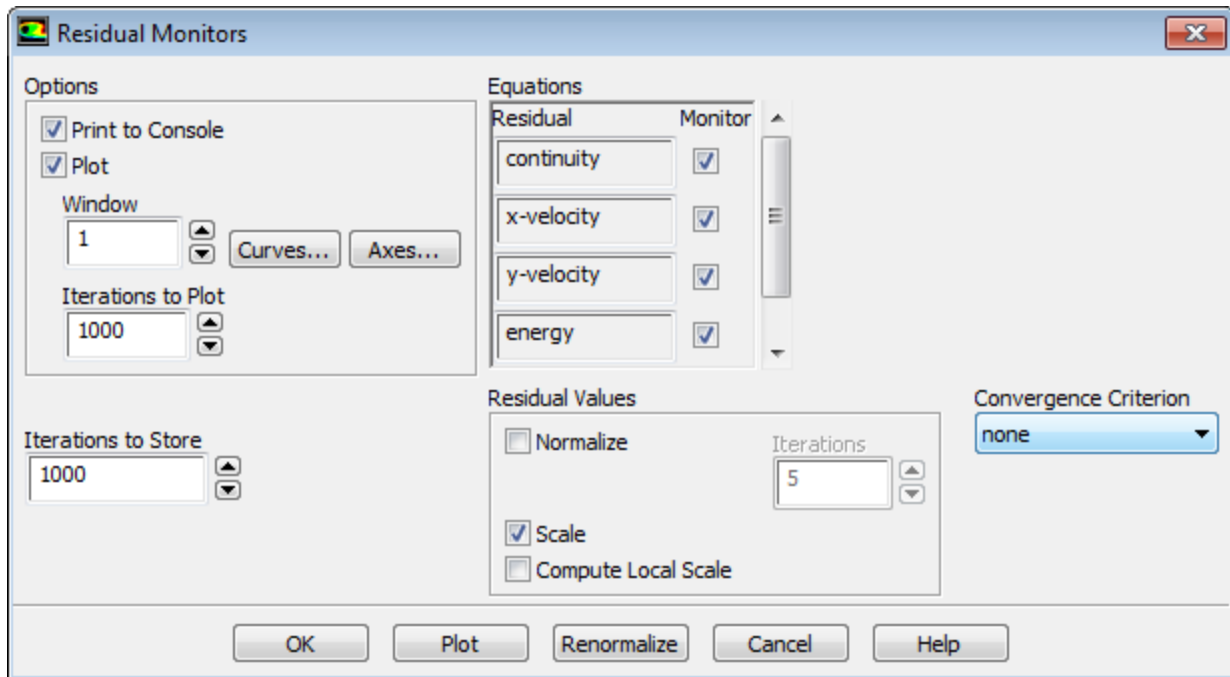 Residual Monitors
Options
Print to Console
Plot
Window
1
Curves...
Axes...
Iterations to Plot
1000
Iterations to Store
1000
Equations
Residual Monitor
continuity
x-velocity
y-velocity
energy
Residual Values
Normalize
Iterations
5
Scale
Compute Local Scale
Convergence Criterion
none
OK
Plot
Renormalize
Cancel
Help